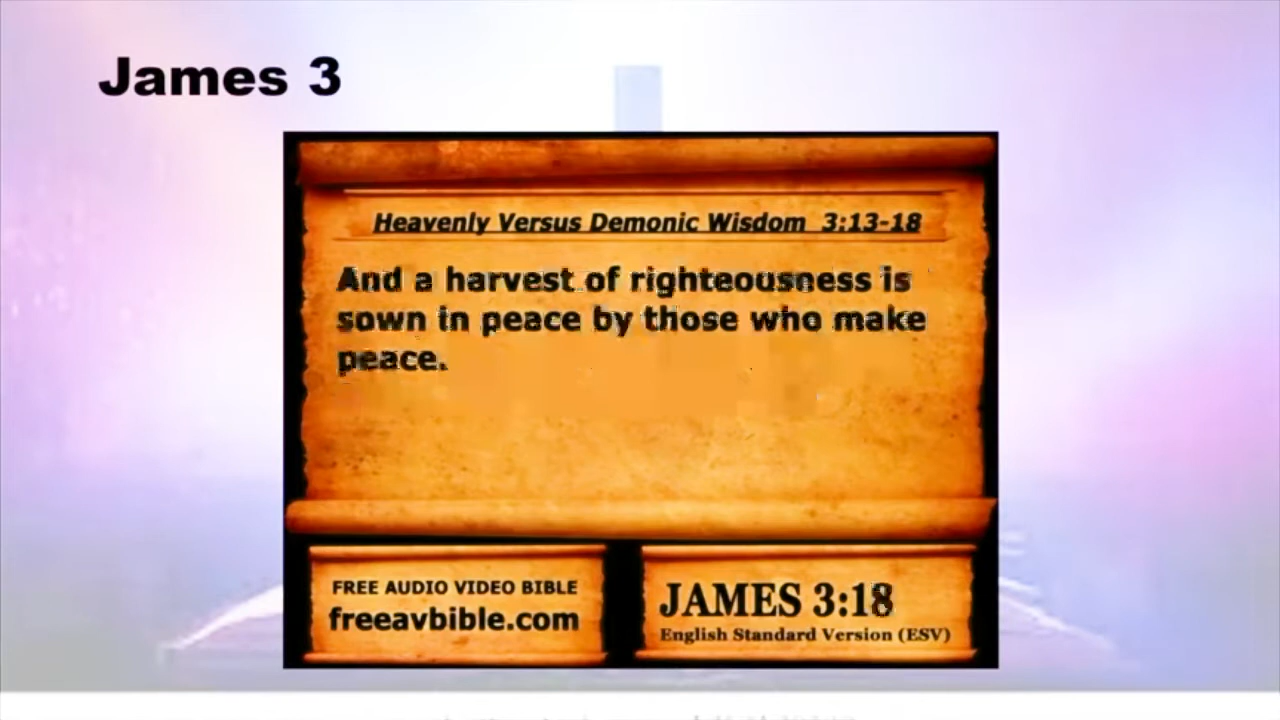 James 3
Heavenly Versus Demonic Wisdom 3:13-18
And a harvest of righteousness is
sown in peace by those who make
peace.
FREE AUDIO VIDEO BIBLE
freeavbible.com
JAMES 3:18
English Standard Version (ESV)